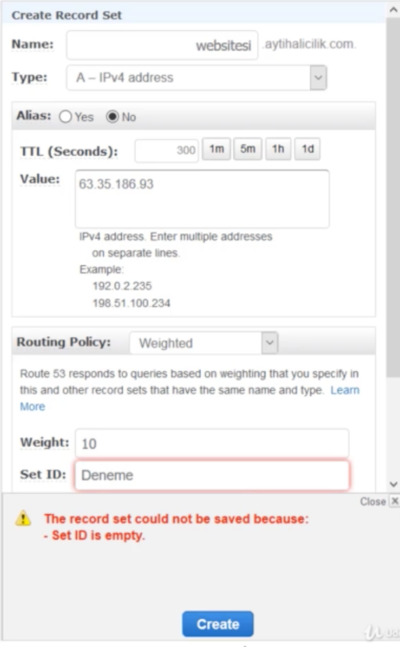 Create Record Set
Name: websitesi .aytihalicilik.com.
Type: A – IPv4 address
Alias: Yes No
TTL (Seconds): 300 1m 5m 1h 1d
Value: 63.35.186.93
IPv4 address. Enter multiple addresses
on separate lines.
Example:
192.0.2.235
198.51.100.234
Routing Policy: Weighted
Route 53 responds to queries based on weighting that you specify in
this and other record sets that have the same name and type. Learn
More
Weight: 10
Set ID: Deneme
Close X
The record set could not be saved because:
- Set ID is empty.
Create